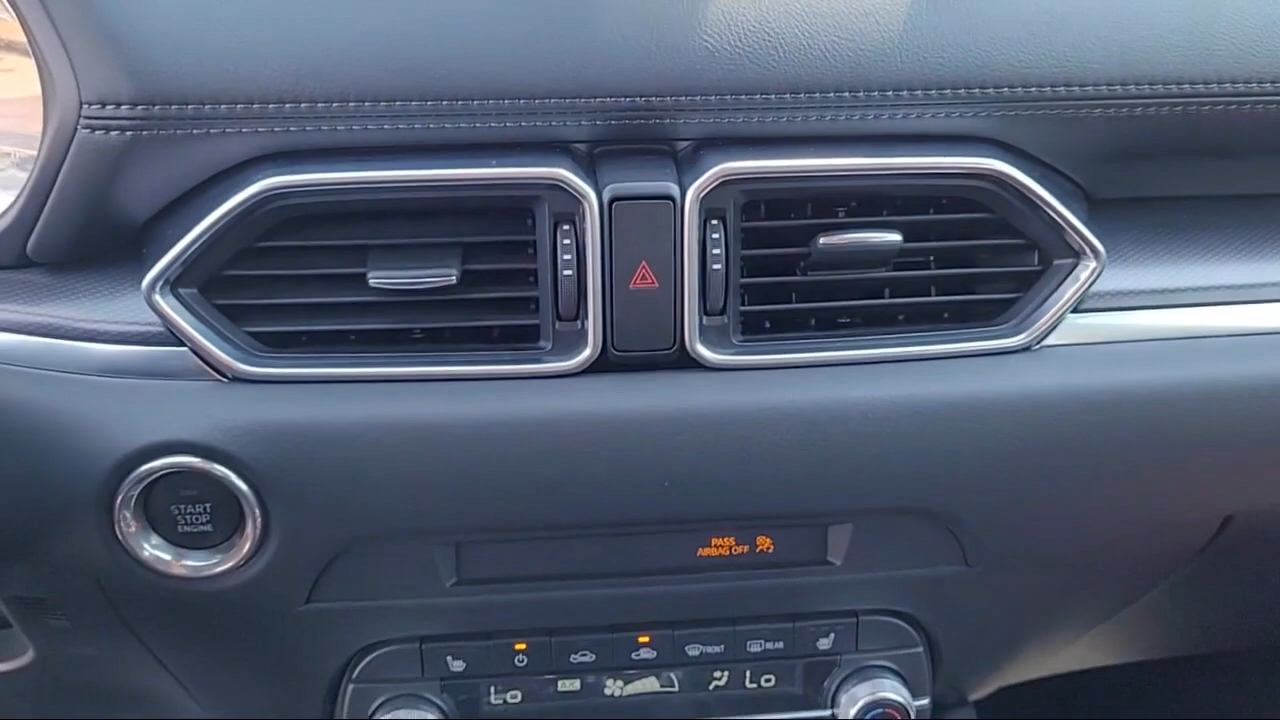 START
STOP
ENGINE
PASS
AIRBAG OFF
FRONT
REAR
Lo
A/C
Lo